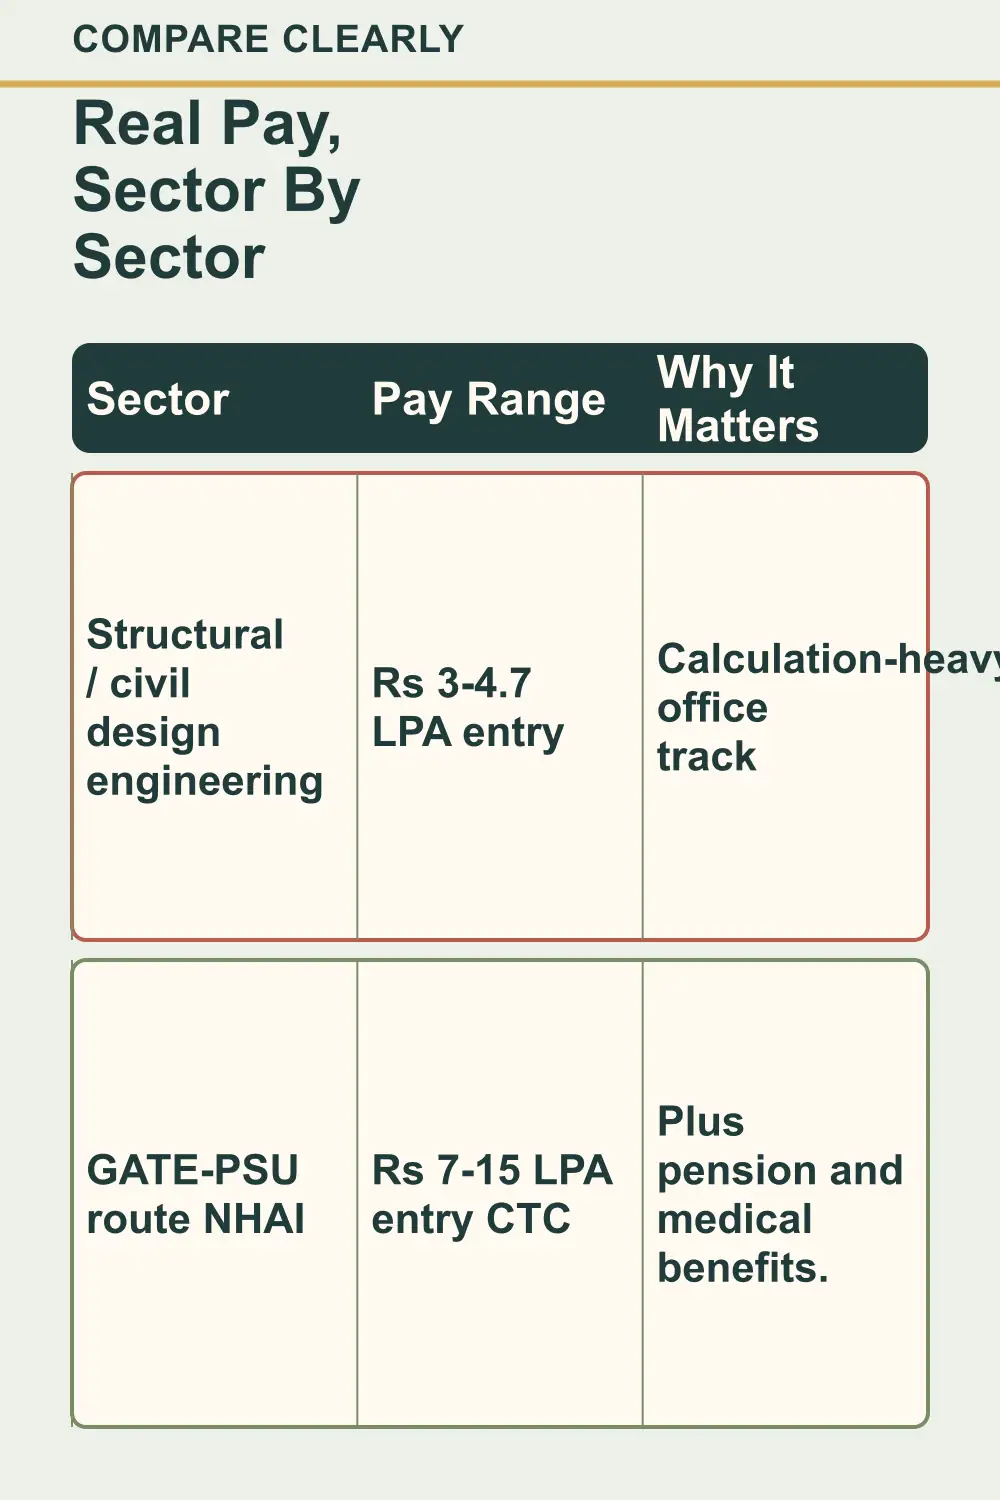 COMPARE CLEARLY
Real Pay,
Sector By
Sector
Sector
Pay Range
Why It
Matters
Structural
/ civil
design
engineering
Rs 3-4.7
LPA entry
Calculation-heavy
office
track
GATE-PSU
route NHAI
Rs 7-15 LPA
entry CTC
Plus
pension and
medical
benefits.